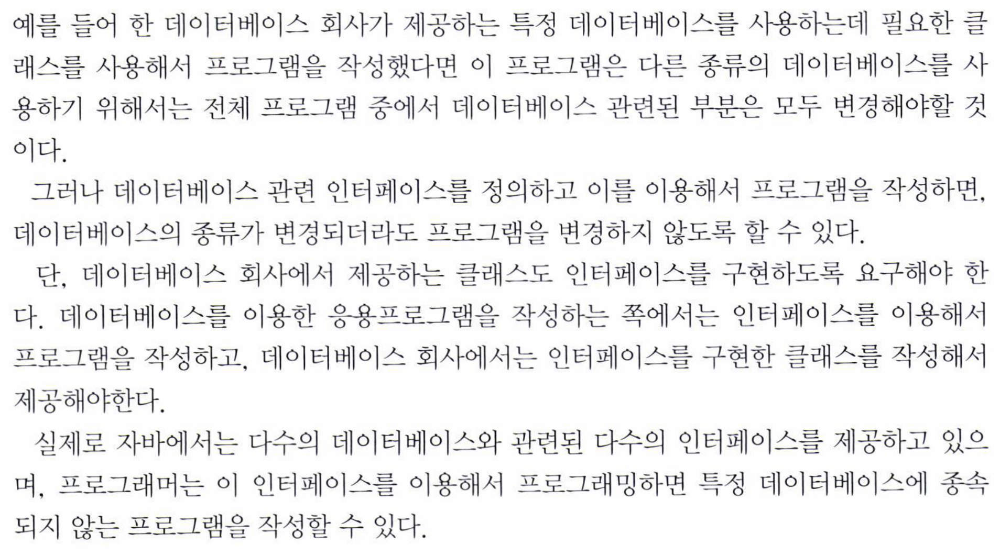 예를 들어 한 데이터베이스 회사가 제공하는 특정 데이터베이스를 사용하는데 필요한 클
래스를 사용해서 프로그램을 작성했다면 이 프로그램은 다른 종류의 데이터베이스를 사
용하기 위해서는 전체 프로그램 중에서 데이터베이스 관련된 부분은 모두 변경해야할 것
이다.
그러나 데이터베이스 관련 인터페이스를 정의하고 이를 이용해서 프로그램을 작성하면,
데이터베이스의 종류가 변경되더라도 프로그램을 변경하지 않도록 할 수 있다.
단, 데이터베이스 회사에서 제공하는 클래스도 인터페이스를 구현하도록 요구해야 한
다. 데이터베이스를 이용한 응용프로그램을 작성하는 쪽에서는 인터페이스를 이용해서
프로그램을 작성하고, 데이터베이스 회사에서는 인터페이스를 구현한 클래스를 작성해서
제공해야한다.
실제로 자바에서는 다수의 데이터베이스와 관련된 다수의 인터페이스를 제공하고 있으
며, 프로그래머는 이 인터페이스를 이용해서 프로그래밍하면 특정 데이터베이스에 종속
되지 않는 프로그램을 작성할 수 있다.